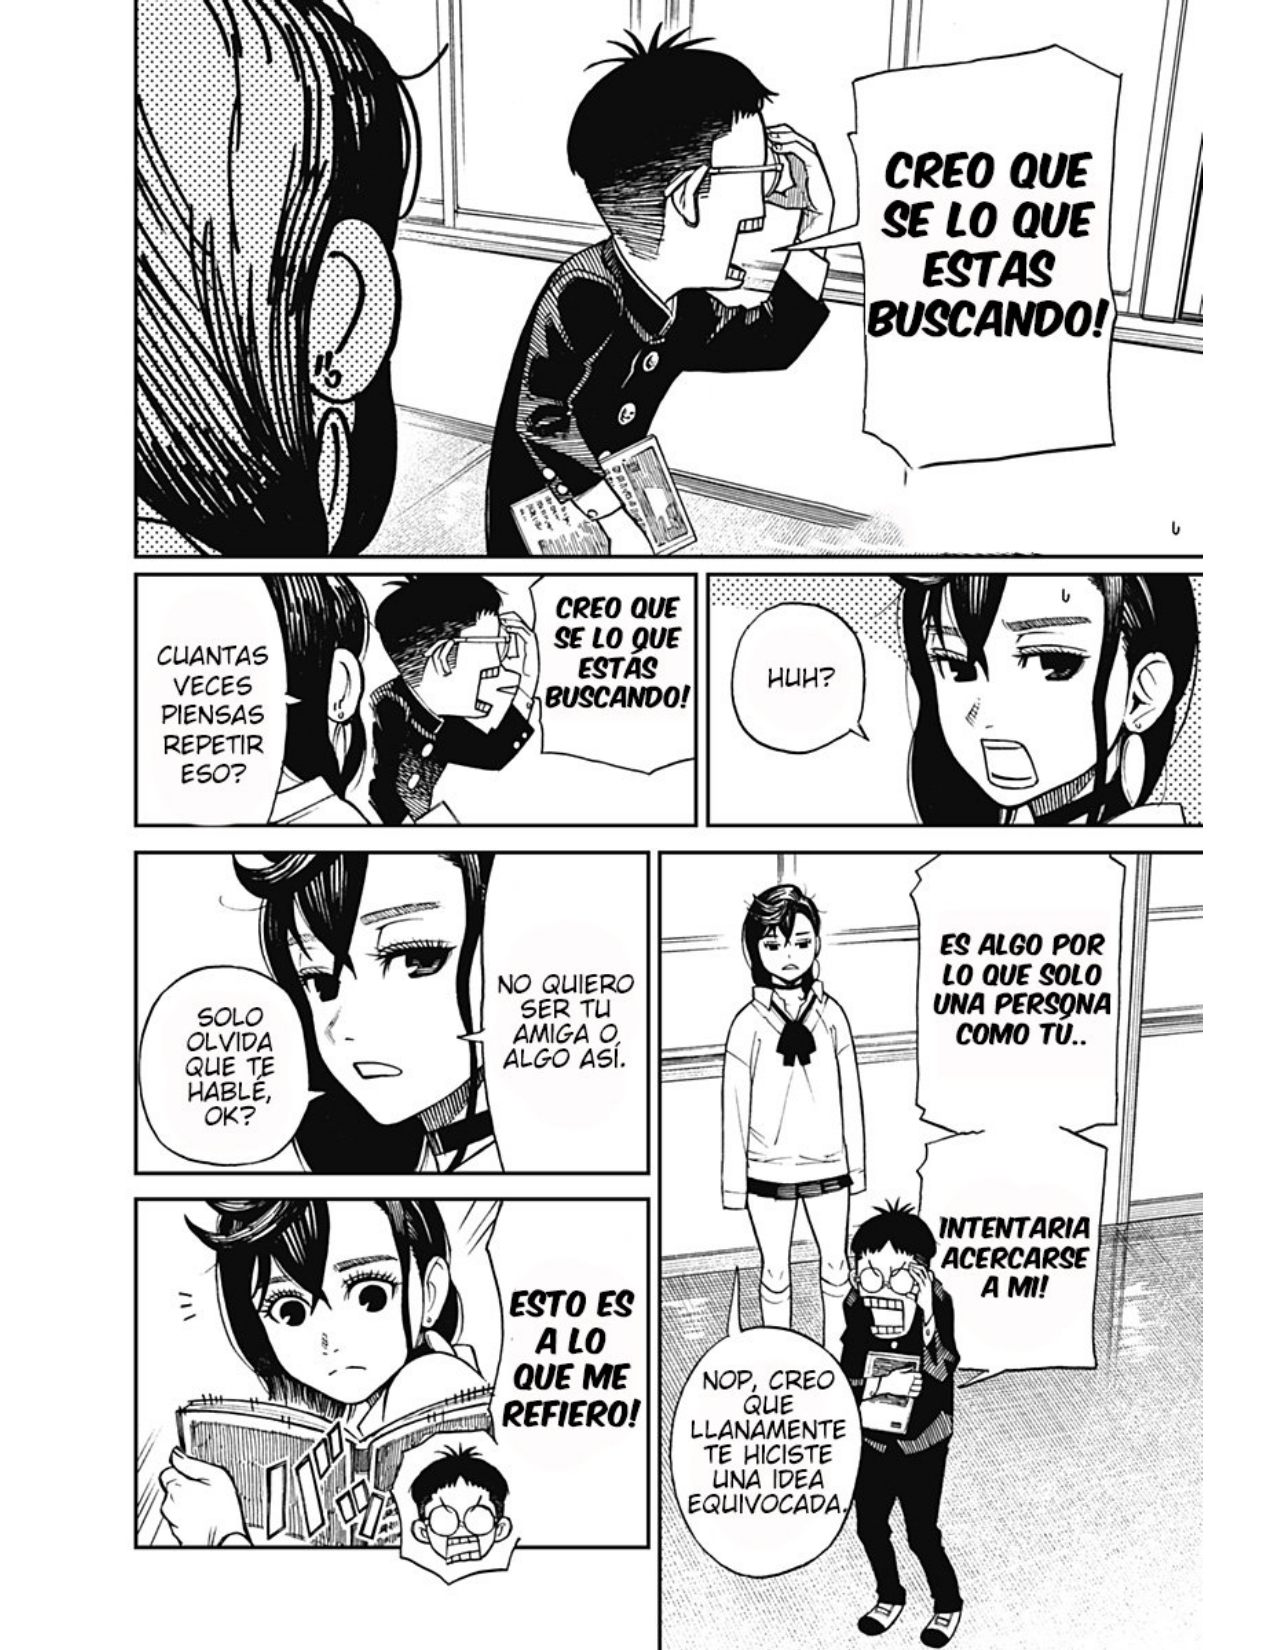 CREO QUE
SE LO QUE
ESTAS
BUSCANDO!
HUH?
CREO QUE
SE LO QUE
ESTÁS
BUSCANDO!
CUANTAS
VECES
PIENSAS
REPETIR
ESO?
ES ALGO POR
LO QUE SOLO
UNA PERSONA
COMO TÚ..
INTENTARIA
ACERCARSE
A MI!
NOP, CREO
QUE
LLANAMENTE
TE HICISTE
UNA IDEA
EQUIVOCADA.
NO QUIERO
SER TU
AMIGA O
ALGO ASÍ.
SOLO
OLVIDA
QUE TE
HABLÉ,
OK?
ESTO ES
A LO
QUE ME
REFIERO!